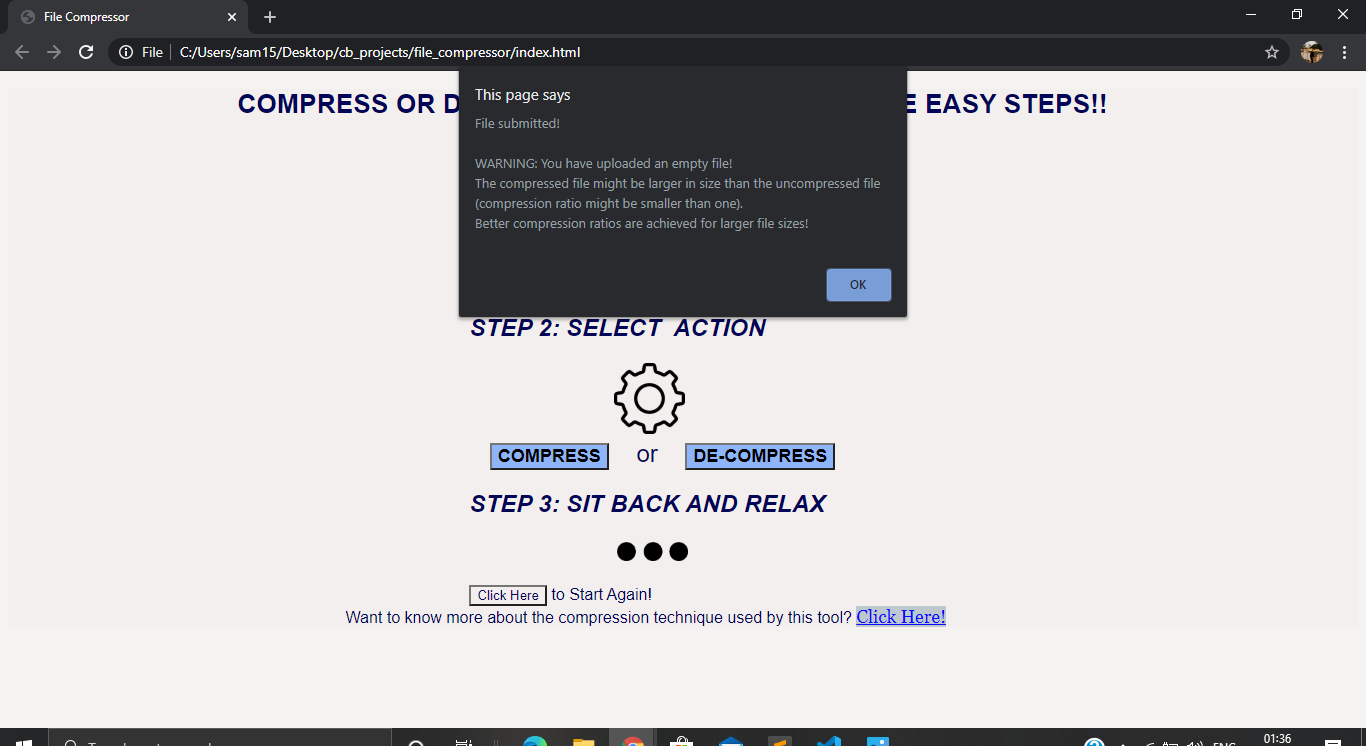 File Compressor
File
C:/Users/sam15/Desktop/cb_projects/file_compressor/index.html
COMPRESS OR D
E EASY STEPS!!
This page says
File submitted!
WARNING: You have uploaded an empty file!
The compressed file might be larger in size than the uncompressed file
(compression ratio might be smaller than one).
Better compression ratios are achieved for larger file sizes!
OK
STEP 2: SELECT ACTION
COMPRESS or DE-COMPRESS
STEP 3: SIT BACK AND RELAX
Click Here to Start Again!
Want to know more about the compression technique used by this tool? Click Here!
01:36